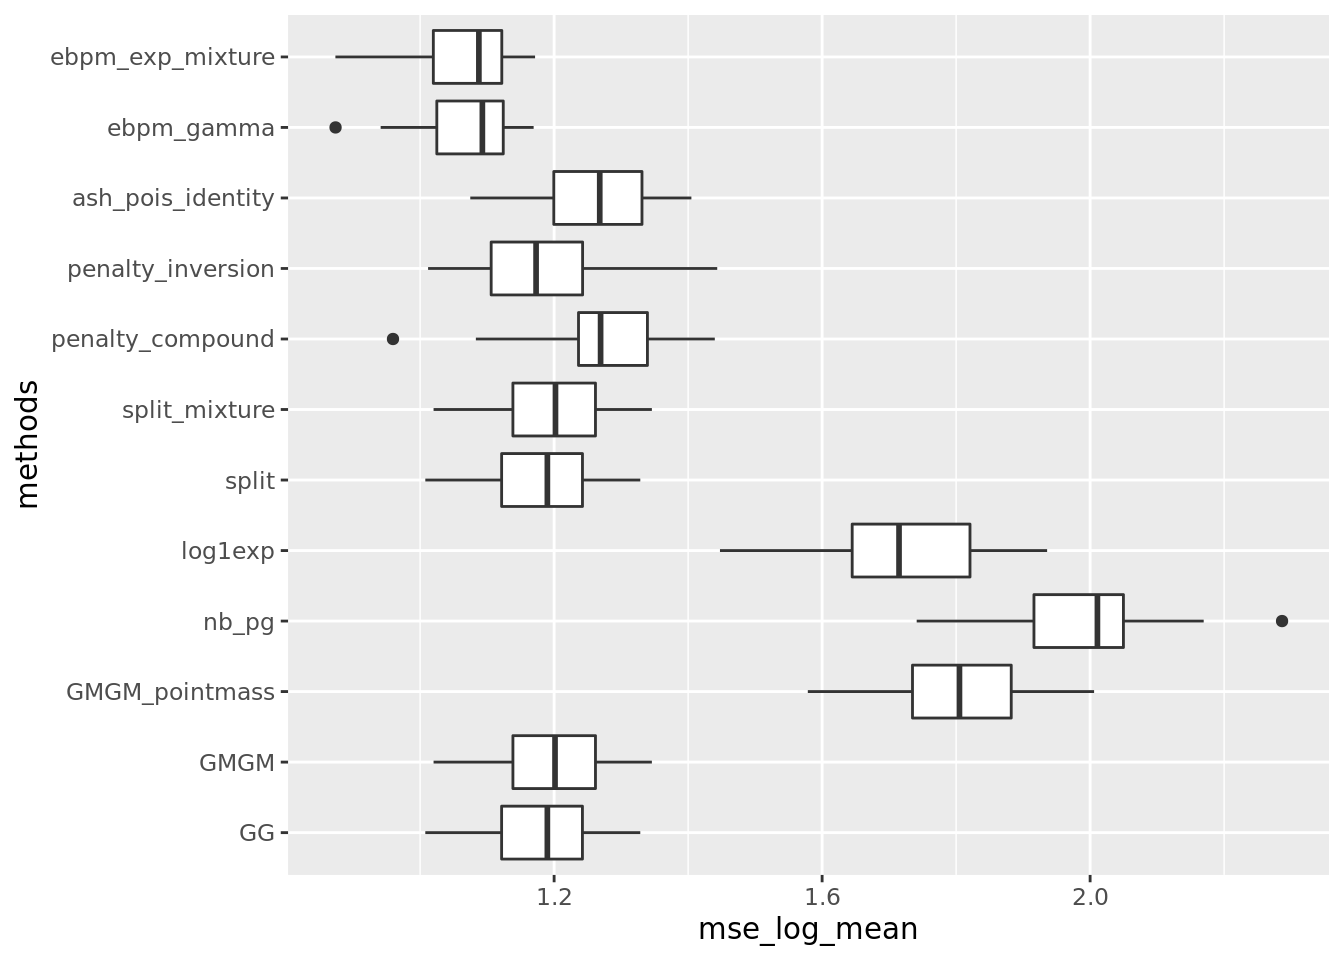 ebpm_exp_mixture
ebpm_gamma
ash_pois_identity
penalty_inversion
penalty_compound
split_mixture
split
log1exp
nb_pg
GMGM_pointmass
GMGM
GG
methods
1.2 1.6 2.0
mse_log_mean